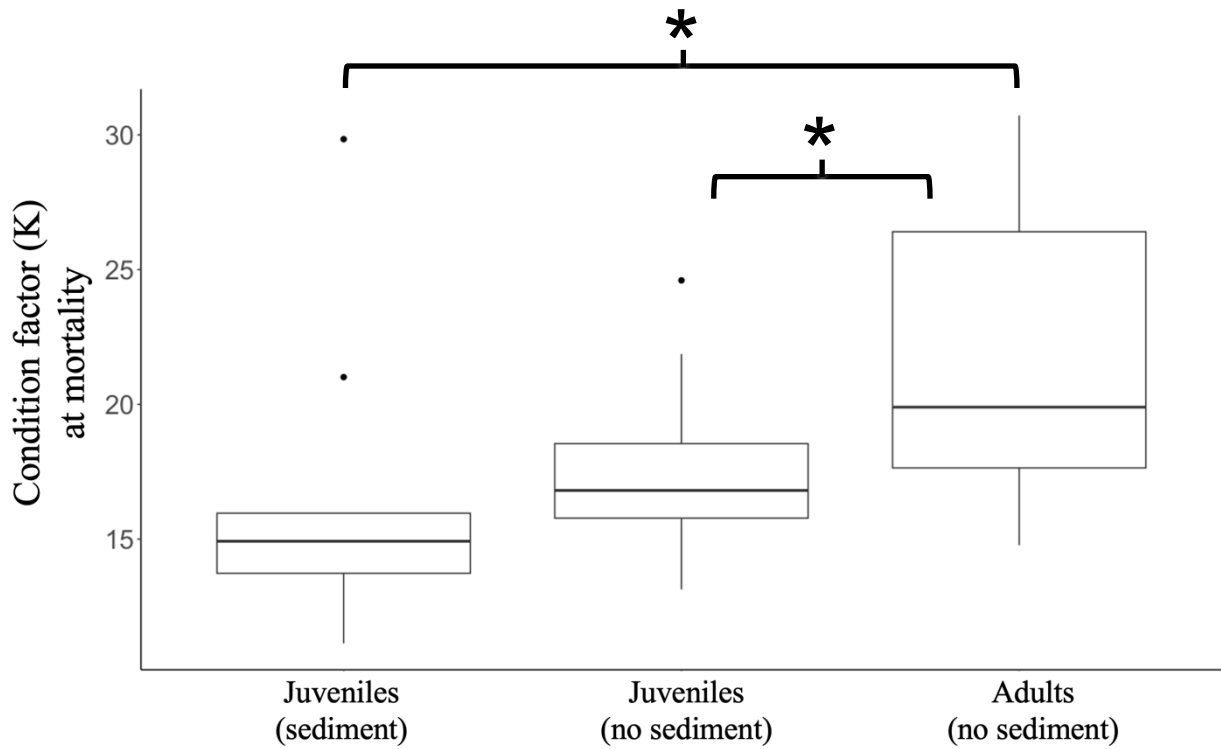 *
*
30
25
20
15
Condition factor (K)
at mortality
Juveniles
(sediment)
Juveniles
(no sediment)
Adults
(no sediment)